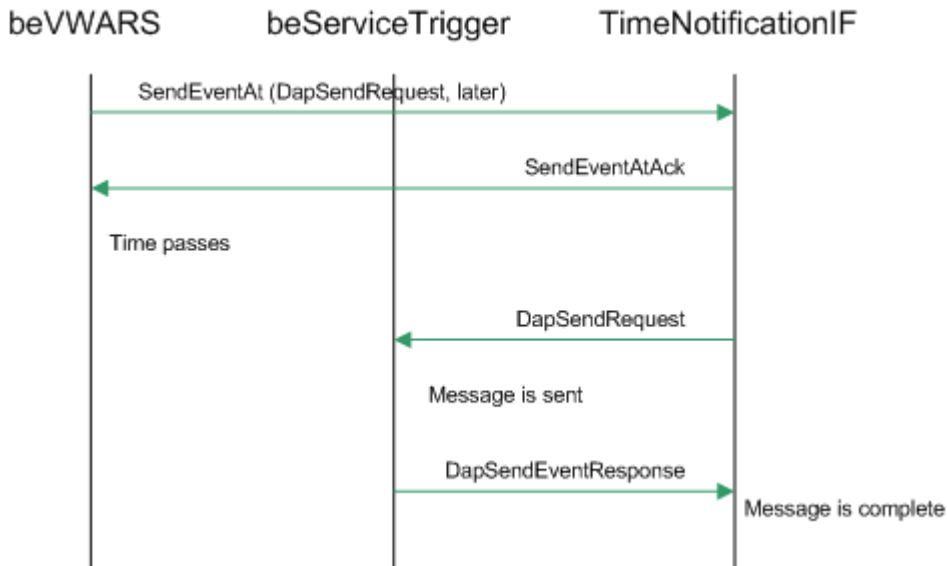 beVWARS beServiceTrigger TimeNotificationIF
SendEventAt (DapSendRequest, later)
SendEventAtAck
Time passes
DapSendRequest
Message is sent
DapSendEventResponse
Message is complete